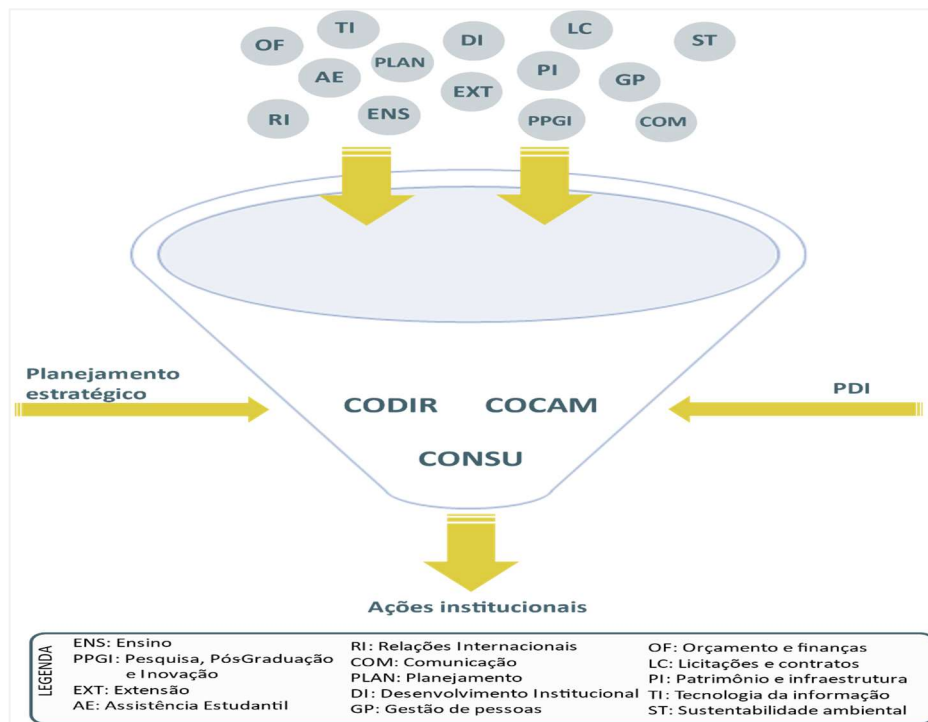 OF
TI
DI
LC
ST
AE
PLAN
EXT
PI
GP
RI
ENS
PPGI
COM
Planejamento
estratégico
PDI
CODIR
COCAM
CONSU
Ações institucionais
LEGENDA
ENS: Ensino
PPGI: Pesquisa, PósGraduação
e Inovação
EXT: Extensão
AE: Assistência Estudantil
RI: Relações Internacionais
COM: Comunicação
PLAN: Planejamento
DI: Desenvolvimento Institucional
GP: Gestão de pessoas
OF: Orçamento e finanças
LC: Licitações e contratos
PI: Patrimônio e infraestrutura
TI: Tecnologia da informação
ST: Sustentabilidade ambiental